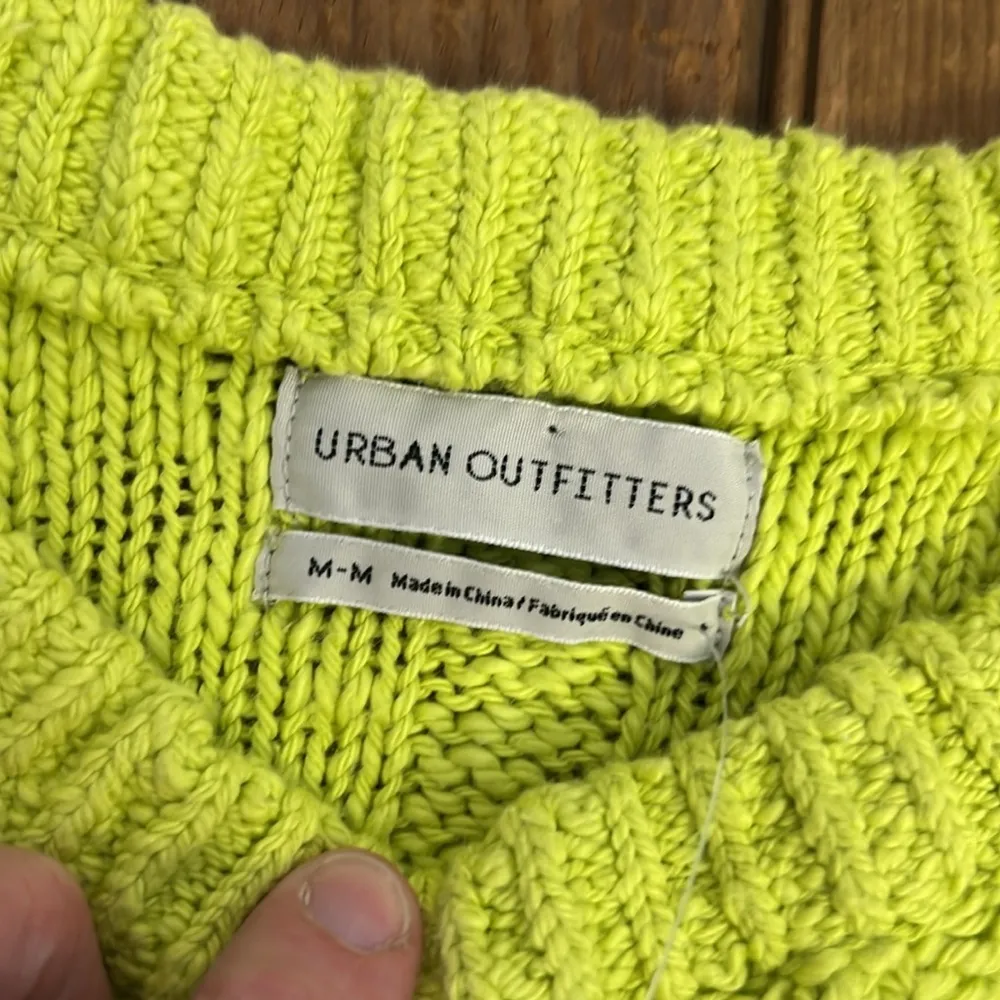 URBAN OUTFITTERS
M-M Made in China / Fabriqué en Chine